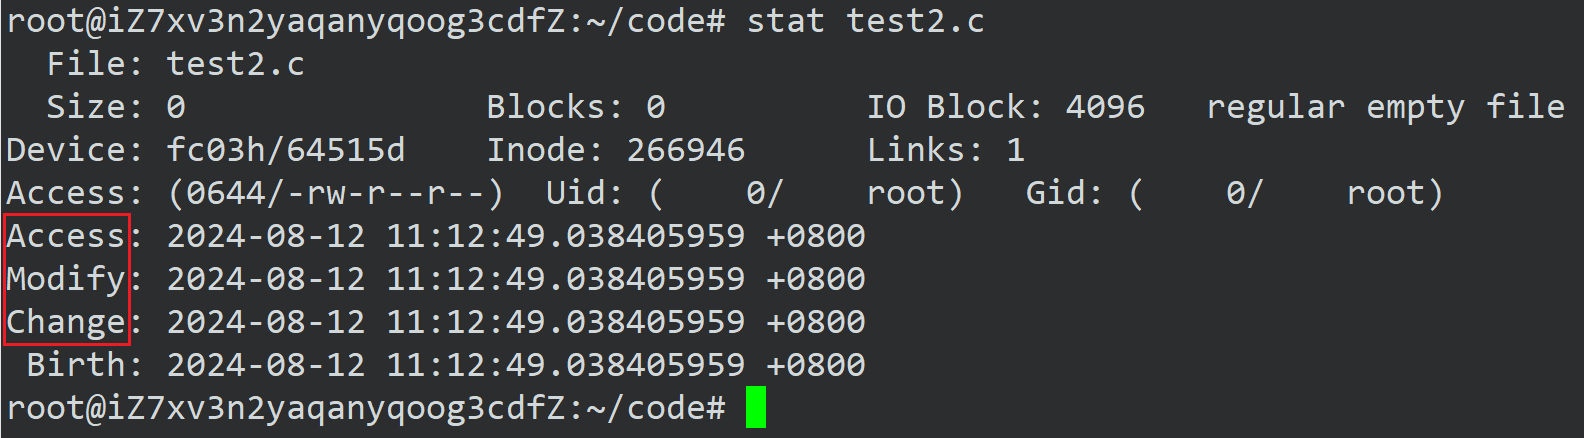 root@iZ7xv3n2yaqanyqoog3cdfZ:~/code# stat test2.c
  File: test2.c
  Size: 0               Blocks: 0          IO Block: 4096   regular empty file
Device: fc03h/64515d    Inode: 266946      Links: 1
Access: (0644/-rw-r--r--)  Uid: (    0/    root)   Gid: (    0/    root)
Access: 2024-08-12 11:12:49.038405959 +0800
Modify: 2024-08-12 11:12:49.038405959 +0800
Change: 2024-08-12 11:12:49.038405959 +0800
 Birth: 2024-08-12 11:12:49.038405959 +0800
root@iZ7xv3n2yaqanyqoog3cdfZ:~/code#